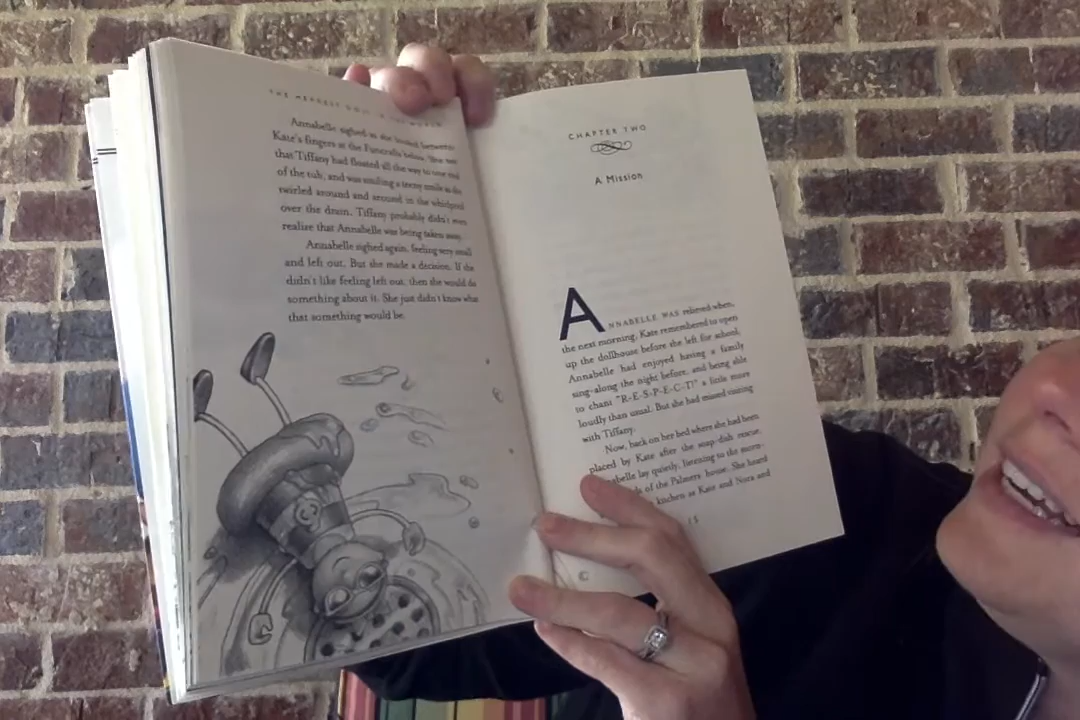 THE MEANEST DOLL IN THE WORLD
Annabelle sighed as she looked between
Kate's fingers at the Funcrafts below. She saw
that Tiffany had floated all the way to one end
of the tub, and was smiling a teeny smile as she
twirled around and around in the whirlpool
over the drain. Tiffany probably didn't even
realize that Annabelle was being taken away.
Annabelle sighed again, feeling very small
and left out. But she made a decision. If she
didn't like feeling left out, then she would do
something about it. She just didn't know what
that something would be.
CHAPTER TWO
A Mission
ANNABELLE WAS relieved when,
the next morning, Kate remembered to open
up the dollhouse before she left for school.
Annabelle had enjoyed having a family
sing-along the night before, and being able
to chant "R-E-S-P-E-C-T!" a little more
loudly than usual. But she had missed visiting
with Tiffany.
Now, back on her bed where she had been
placed by Kate after the soap-dish rescue,
abelle lay quietly, listening to the morn-
of the Palmers' house. She heard
kitchen as Kate and Nora and
15